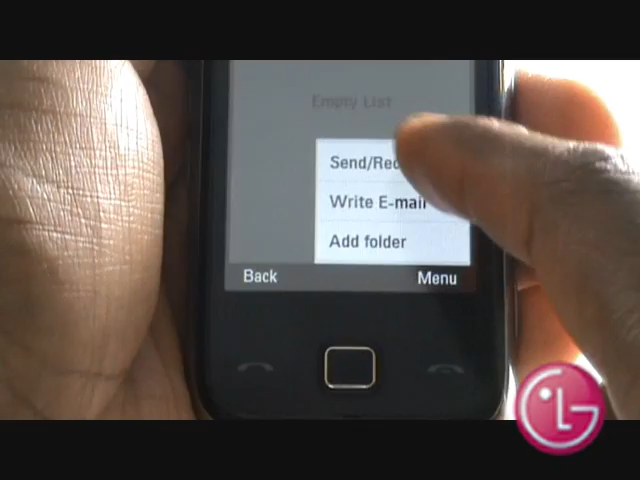 Empty List
Send/Rec
Write E-mail
Add folder
Back
Menu
LG